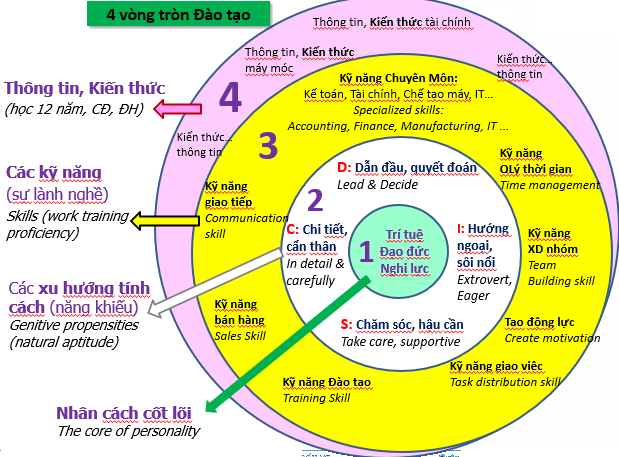 4 vòng tròn Đào tạo
Thông tin, Kiến thức tài chính
Thông tin, Kiến thức
máy móc
Kiến thức...
thông tin
4
Kiến thức...
thông tin
Thông tin, Kiến thức
(học 12 năm, CĐ, ĐH)
Kỹ năng Chuyên Môn:
Kế toán, Tài chính, Chế tạo máy, IT...
Specialized skills:
Accounting, Finance, Manufacturing, IT ...
3
Kỹ năng
QLý thời gian
Time management
Các kỹ năng
(sự lành nghề)
Skills (work training
proficiency)
Kỹ năng
giao tiếp
Communication
skill
2
D: Dẫn đầu, quyết đoán
Lead & Decide
C: Chi tiết,
cẩn thân
In detail &
carefully
1
Trí tuệ
Đạo đức
Nghị lực
I: Hướng
ngoại,
sôi nổi
Extrovert,
Eager
Kỹ năng
XD nhóm
Team
Building skill
Các xu hướng tính
cách (năng khiếu)
Genitive propensities
(natural aptitude)
Kỹ năng
bán hàng
Sales Skill
S: Chăm sóc, hậu cần
Take care, supportive
Tạo động lực
Create motivation
Kỹ năng giao việc
Task distribution skill
Kỹ năng Đào tạo
Training Skill
Nhân cách cốt lõi
The core of personality